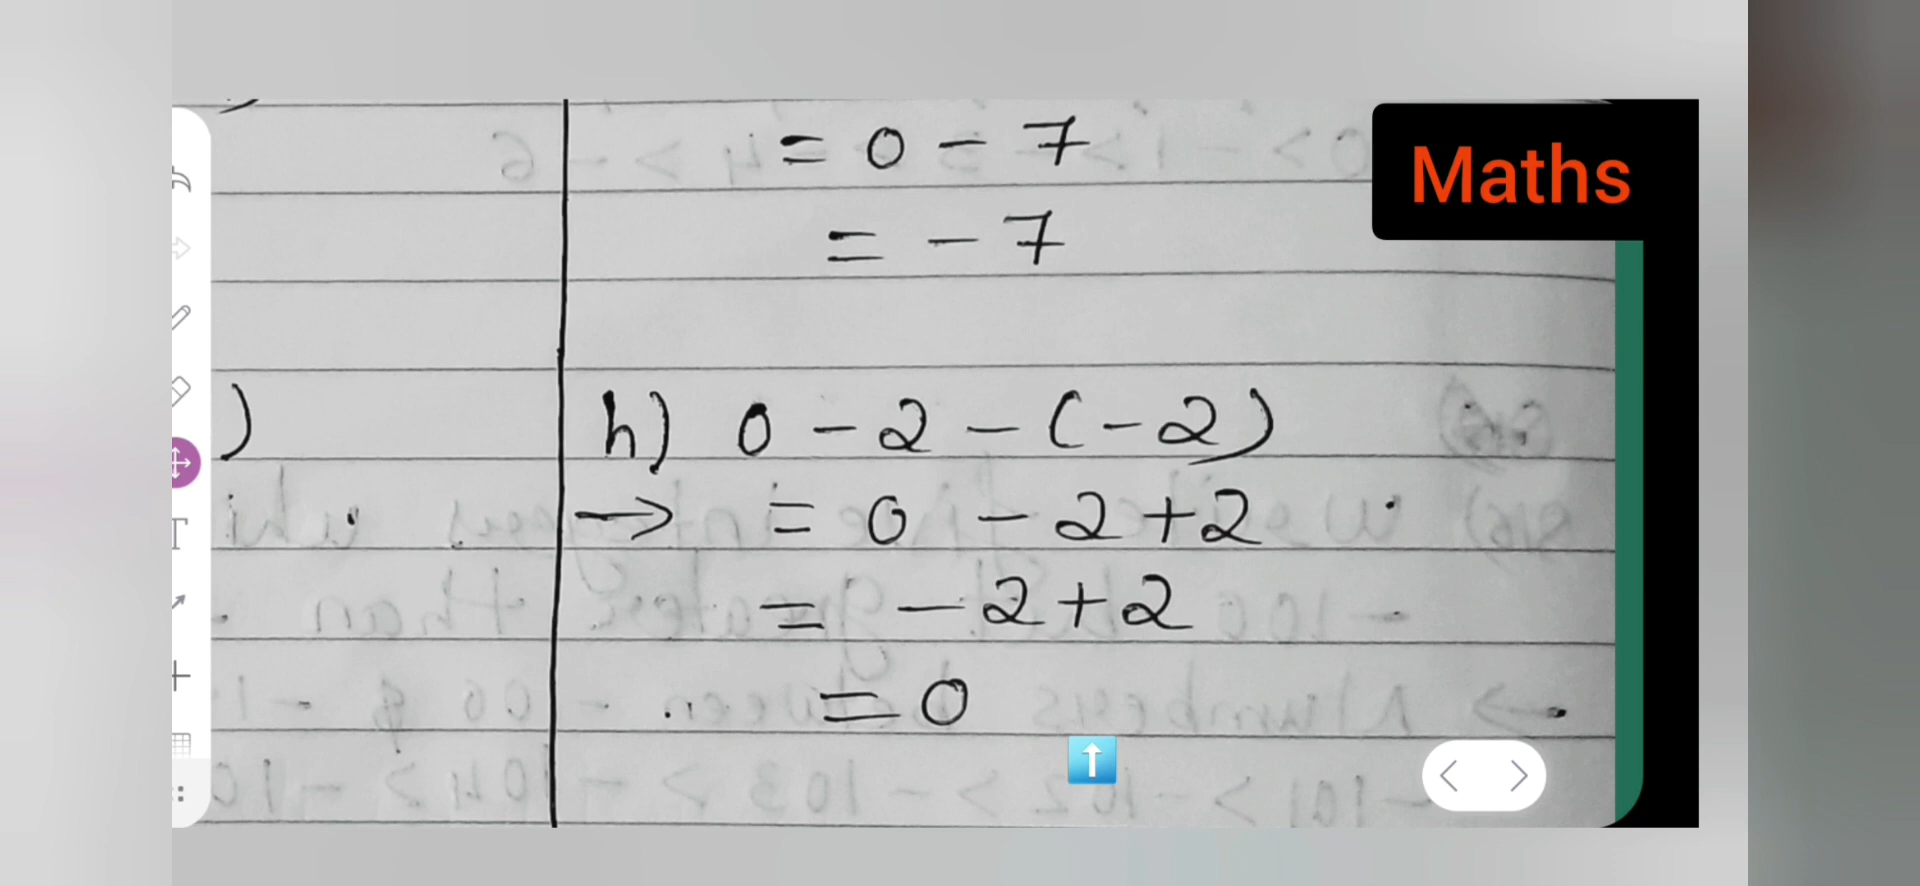 = 0 - 7
Maths
= - 7
h) 0 - 2 - (-2)
→ = 0 - 2 + 2
= - 2 + 2
= 0